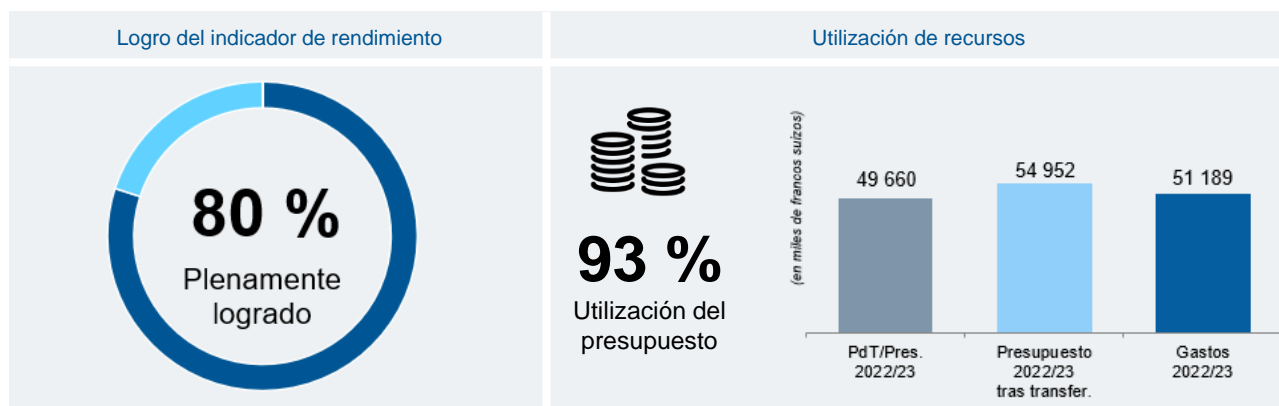 Logro del indicador de rendimiento
Utilización de recursos
80 %
Plenamente
logrado
93 %
Utilización del
presupuesto
(en miles de francos suizos)
49 660
54 952
51 189
PdT/Pres.
2022/23
Presupuesto
2022/23
tras transfer.
Gastos
2022/23